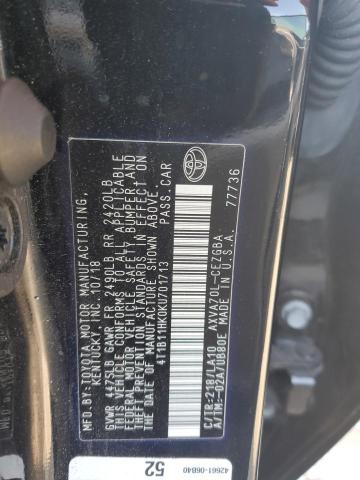 MFD. BY: TOYOTA MOTOR MANUFACTURING,
KENTUCKY, INC. 10/18
GVWR 4475LB GAWR FR 2490LB RR 2420LB
THIS VEHICLE CONFORMS TO ALL APPLICABLE
FEDERAL MOTOR VEHICLE SAFETY, BUMPER AND
THEFT PREVENTION STANDARDS IN EFFECT ON
THE DATE OF MANUFACTURE SHOWN ABOVE.
4T1B11HK0KU701713 PASS.CAR
C/TR:218/LA10 AXVA70L-CEZGBA
A/TM:-02A/UB80E MADE IN U.S.A.
77736
42661-06B40
52